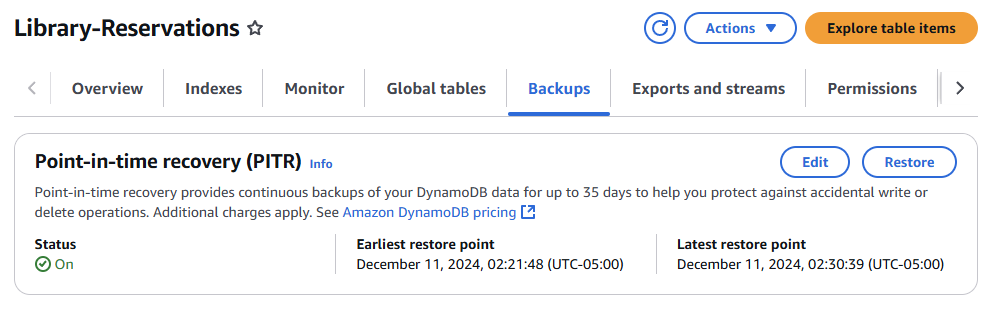 Library-Reservations
Actions
Explore table items
Overview
Indexes
Monitor
Global tables
Backups
Exports and streams
Permissions
Point-in-time recovery (PITR) Info
Edit
Restore
Point-in-time recovery provides continuous backups of your DynamoDB data for up to 35 days to help you protect against accidental write or
delete operations. Additional charges apply. See Amazon DynamoDB pricing
Status
On
Earliest restore point
December 11, 2024, 02:21:48 (UTC-05:00)
Latest restore point
December 11, 2024, 02:30:39 (UTC-05:00)